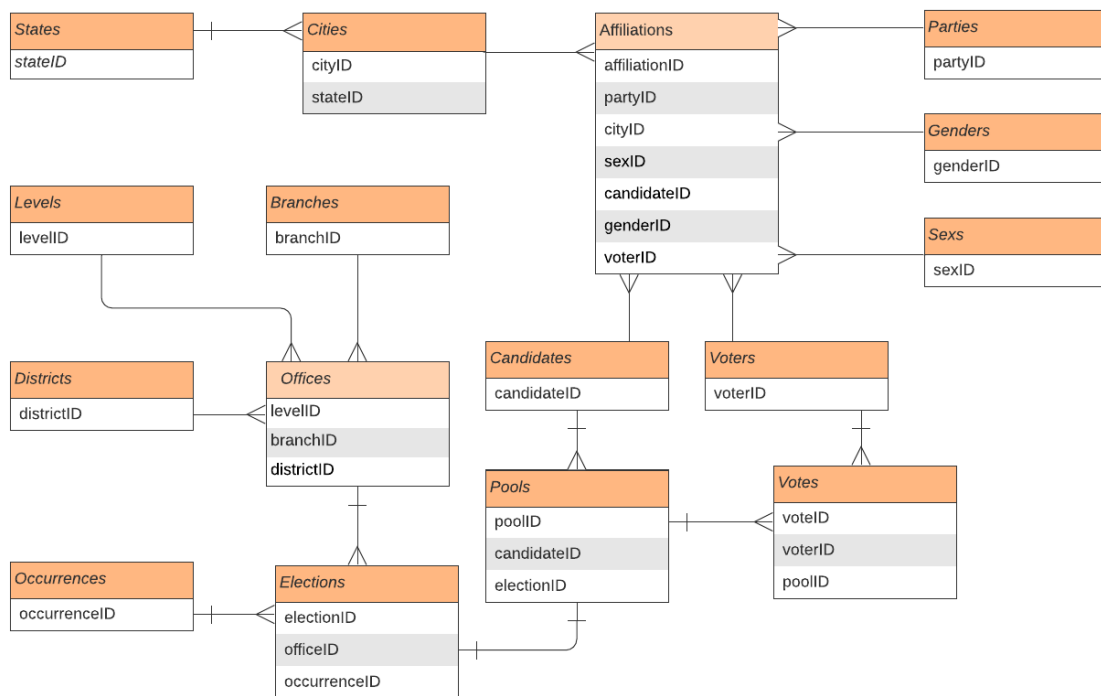 States
stateID
Cities
cityID
stateID
Affiliations
affiliationID
partyID
cityID
sexID
candidateID
genderID
voterID
Parties
partyID
Genders
genderID
Sexs
sexID
Levels
levelID
Branches
branchID
Districts
districtID
Offices
levelID
branchID
districtID
Candidates
candidateID
Voters
voterID
Pools
poolID
candidateID
electionID
Votes
voteID
voterID
poolID
Occurrences
occurrenceID
Elections
electionID
officeID
occurrenceID